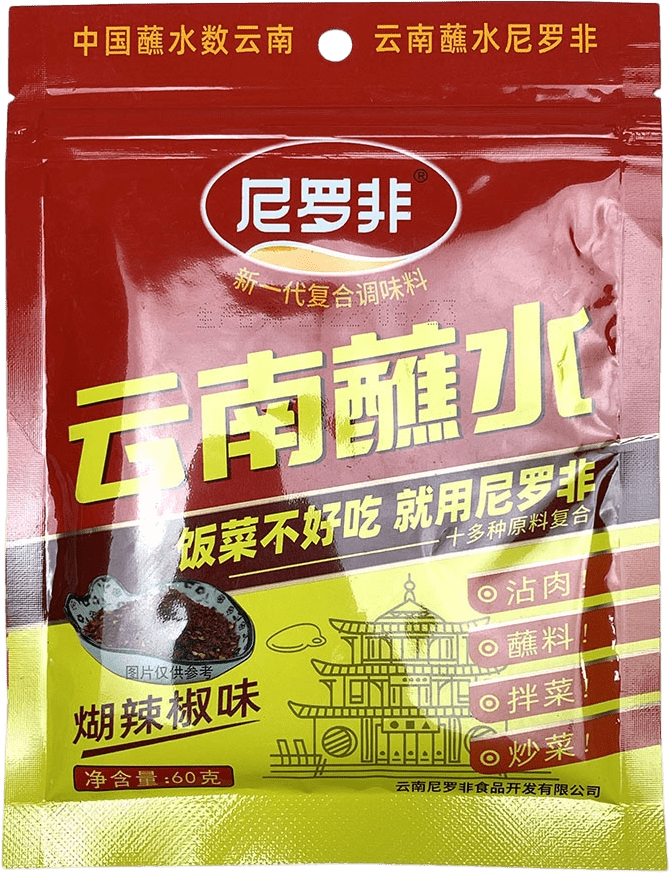 中国蘸水数云南 云南蘸水尼罗非
尼罗非®
新一代复合调味料
云南蘸水
饭菜不好吃 就用尼罗非
十多种原料复合
沾肉！
蘸料！
拌菜！
炒菜！
图片仅供参考
煳辣椒味
净含量:60克
云南尼罗非食品开发有限公司